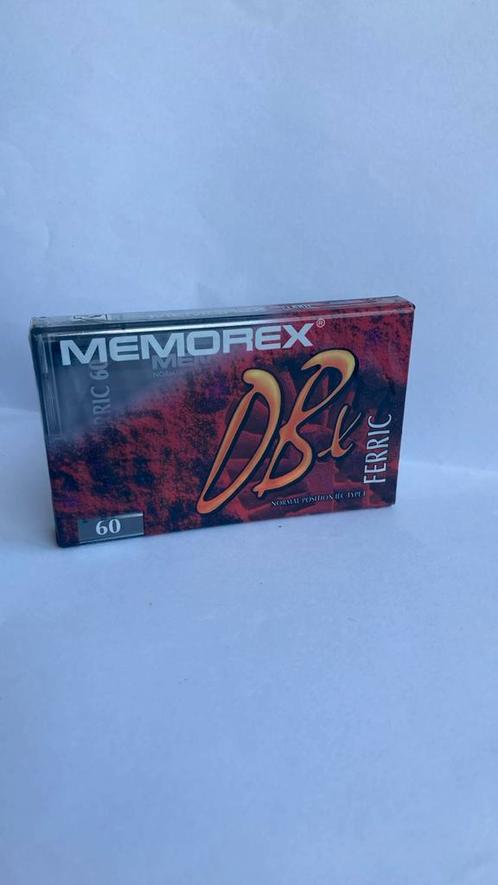 MEMOREX®
DBx
FERRIC
NORMAL POSITION IEC TYPE I
60